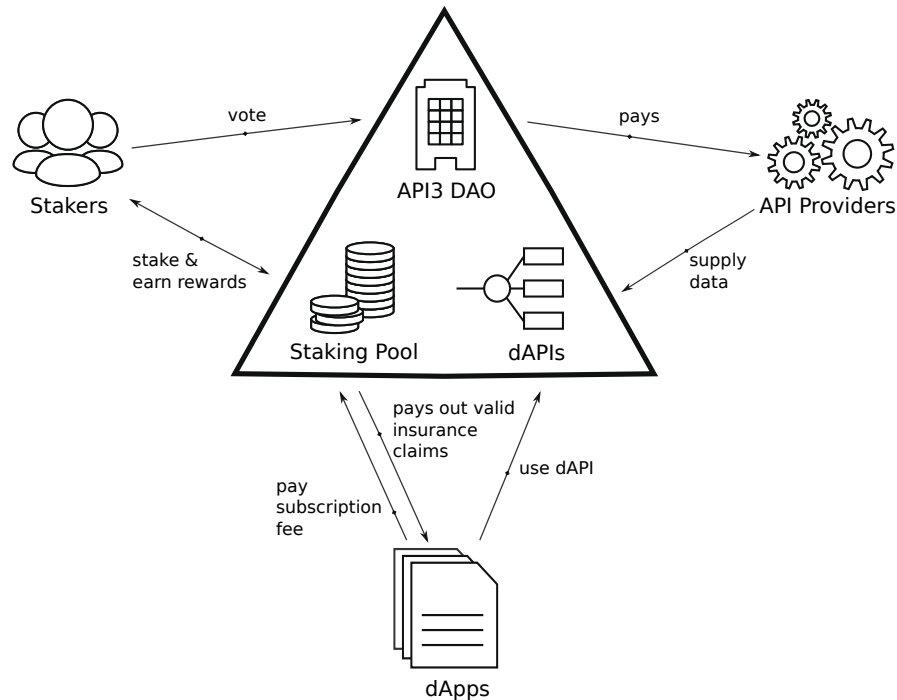 vote
pays
API3 DAO
Stakers
API Providers
stake &
earn rewards
supply
data
Staking Pool
dAPIs
pays out valid
insurance
claims
use dAPI
pay
subscription
fee
dApps